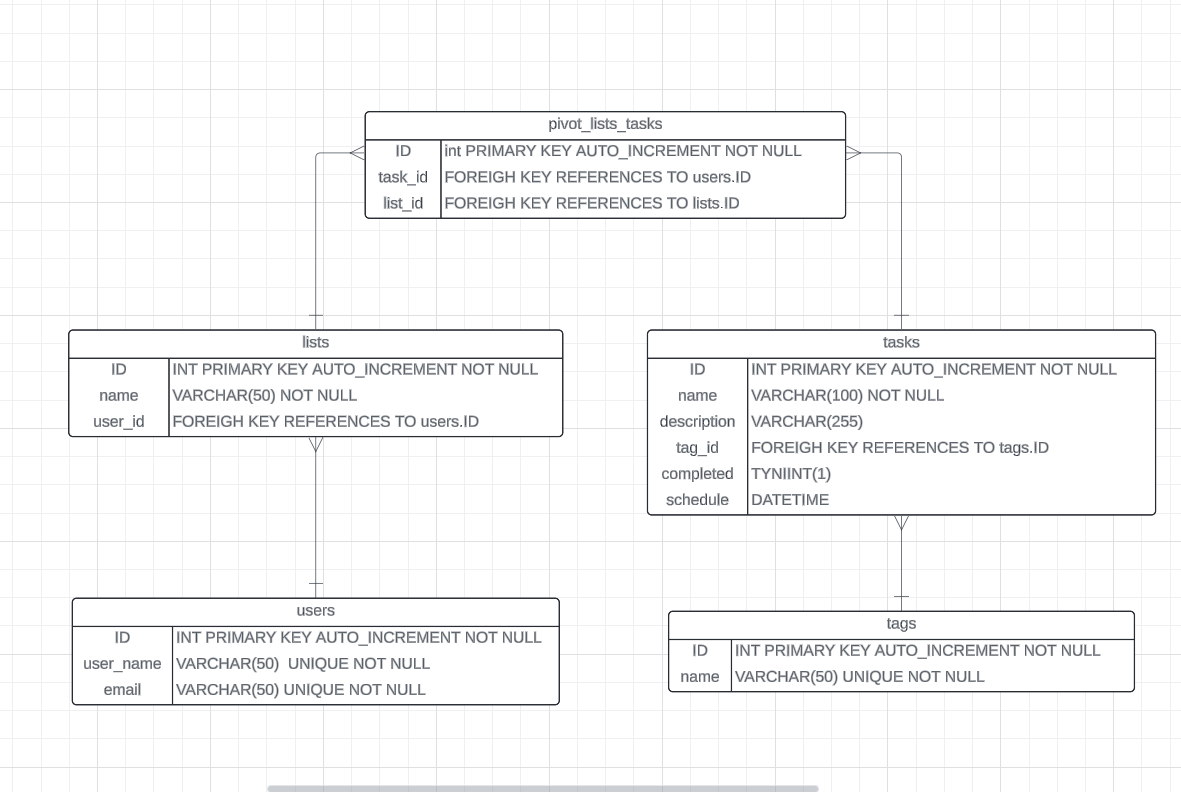 pivot_lists_tasks
ID int PRIMARY KEY AUTO_INCREMENT NOT NULL
task_id FOREIGH KEY REFERENCES TO users.ID
list_id FOREIGH KEY REFERENCES TO lists.ID
lists
ID INT PRIMARY KEY AUTO_INCREMENT NOT NULL
name VARCHAR(50) NOT NULL
user_id FOREIGH KEY REFERENCES TO users.ID
tasks
ID INT PRIMARY KEY AUTO_INCREMENT NOT NULL
name VARCHAR(100) NOT NULL
description VARCHAR(255)
tag_id FOREIGH KEY REFERENCES TO tags.ID
completed TYNIINT(1)
schedule DATETIME
users
ID INT PRIMARY KEY AUTO_INCREMENT NOT NULL
user_name VARCHAR(50)  UNIQUE NOT NULL
email VARCHAR(50) UNIQUE NOT NULL
tags
ID INT PRIMARY KEY AUTO_INCREMENT NOT NULL
name VARCHAR(50) UNIQUE NOT NULL